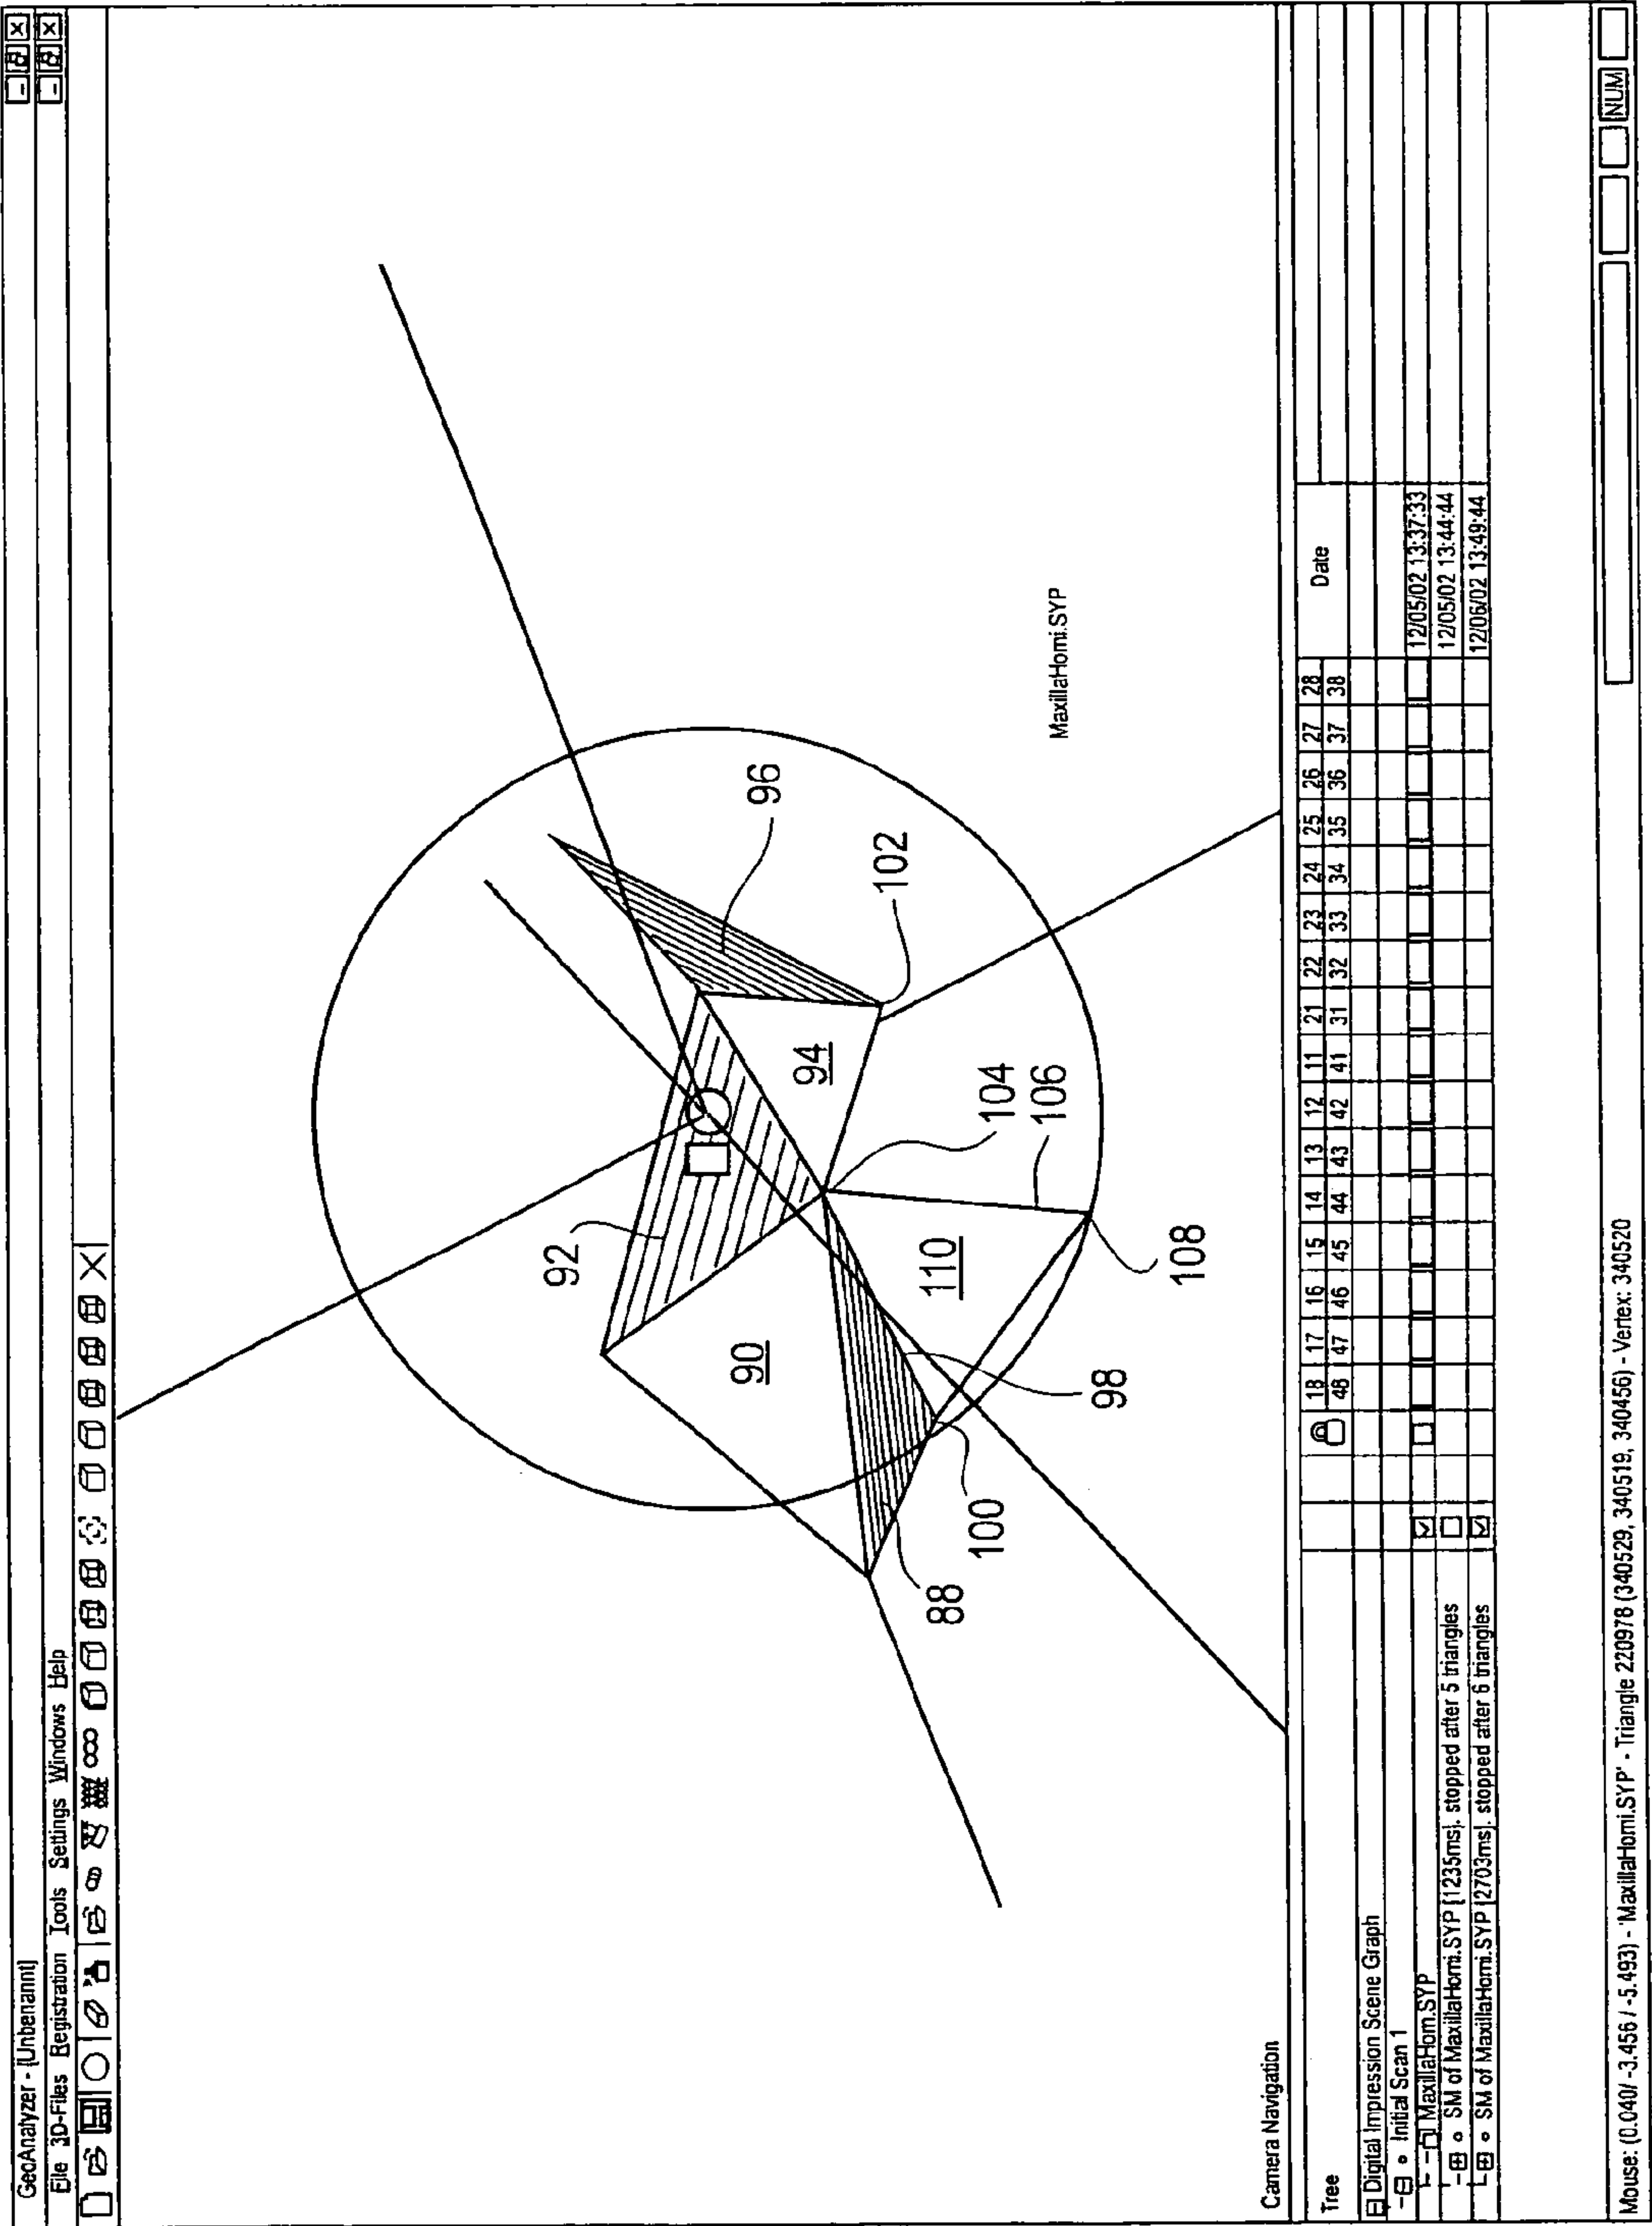 GeoAnalyzer - [Unbenannt]
File 3D-Files Registration Tools Settings Windows Help
92
96
90
94
102
104
106
88
100
98
110
108
MaxillaHomi.SYP
Camera Navigation
Tree 18 17 16 15 14 13 12 11 21 22 23 24 25 26 27 28 Date
48 47 46 45 44 43 42 41 31 32 33 34 35 36 37 38
Digital Impression Scene Graph
Initial Scan 1
MaxillaHom.SYP 12/05/02 13:37:33
SM of MaxillaHomi.SYP [1235ms]. stopped after 5 triangles 12/05/02 13:44:44
SM of MaxillaHomi.SYP [2703ms]. stopped after 6 triangles 12/06/02 13:49:44
Mouse: (0.040/ -3.456 / -5.493) - 'MaxillaHomi.SYP' - Triangle 220978 (340529, 340519, 340456) - Vertex: 340520 NUM